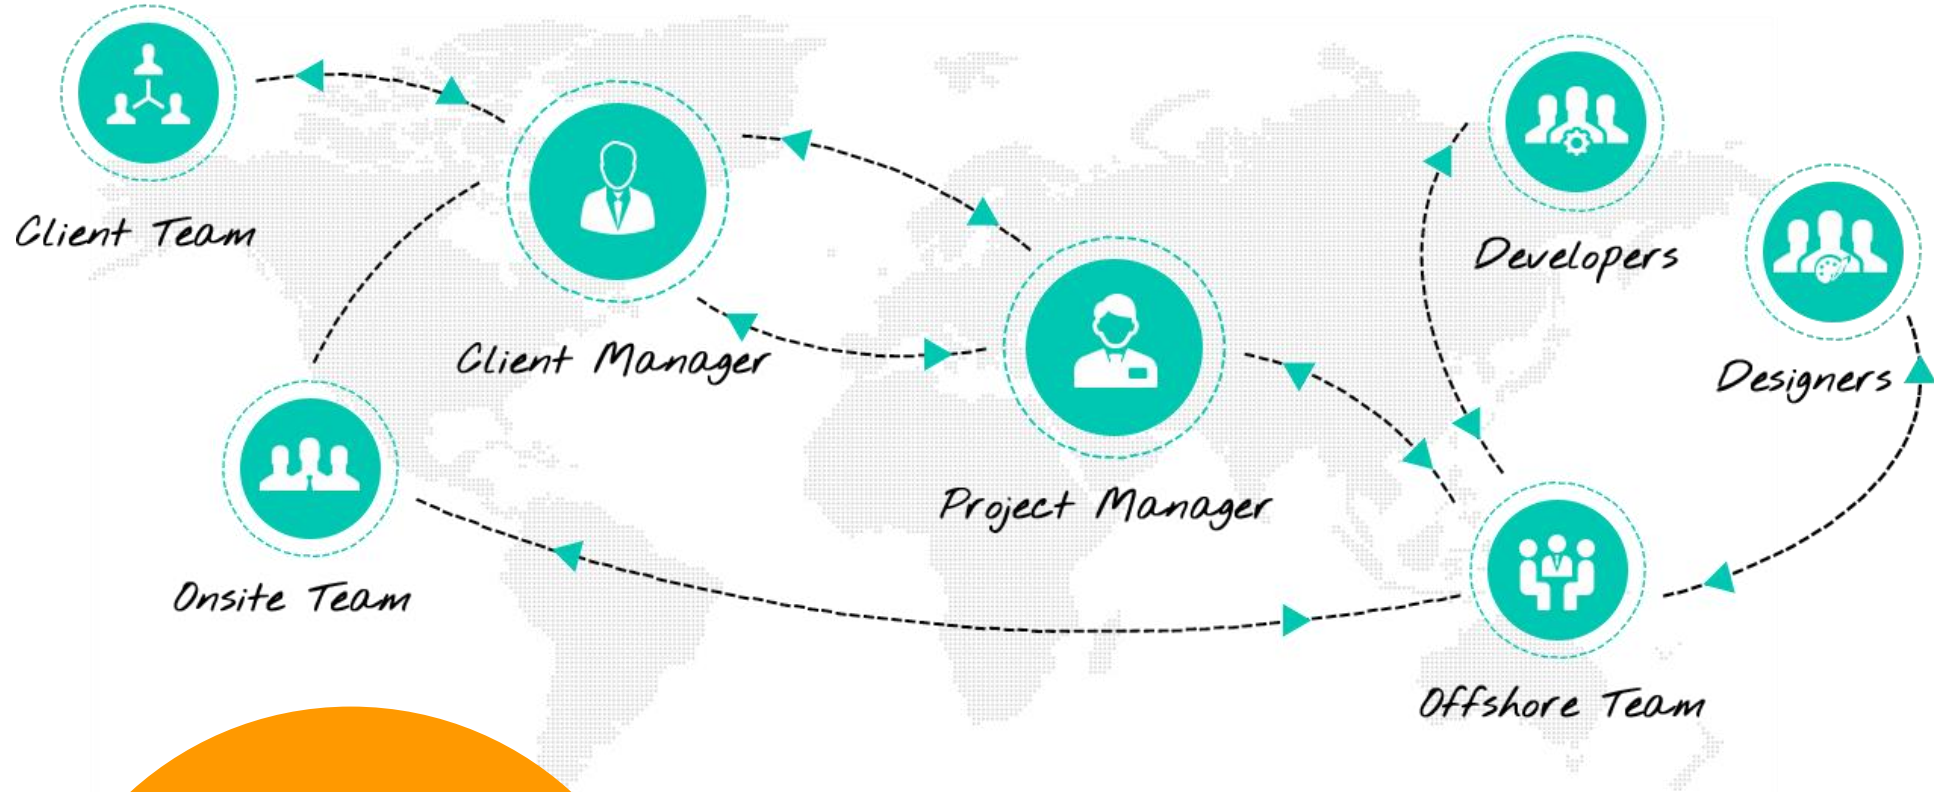 Client Team
Client Manager
Developers
Designers
Project Manager
Onsite Team
Offshore Team